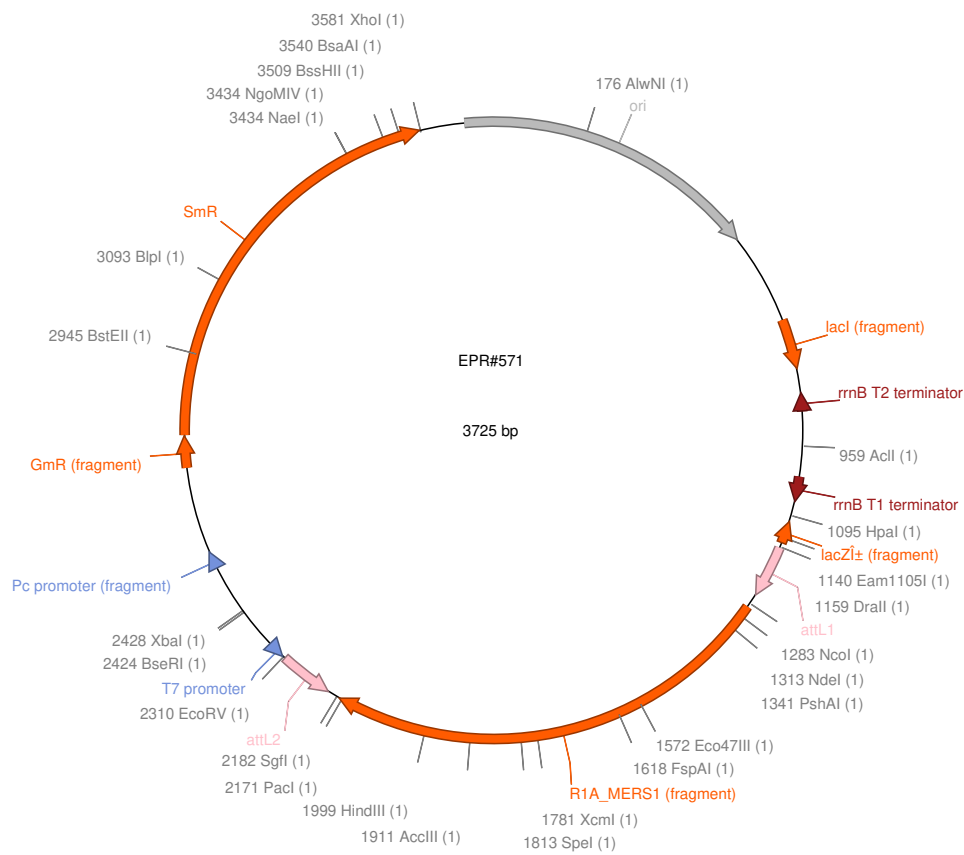 3581 XhoI (1)
3540 BsaAI (1)
3509 BssHII (1)
3434 NgoMIV (1)
3434 NaeI (1)
176 AlwNI (1)
ori
SmR
3093 BlpI (1)
2945 BstEII (1)
GmR (fragment)
Pc promoter (fragment)
2428 XbaI (1)
2424 BseRI (1)
T7 promoter
2310 EcoRV (1)
attL2
2182 SgfI (1)
2171 PacI (1)
1999 HindIII (1)
1911 AccIII (1)
EPR#571
3725 bp
lacI (fragment)
rrnB T2 terminator
959 AclI (1)
rrnB T1 terminator
1095 HpaI (1)
lacZÎ± (fragment)
1140 Eam1105I (1)
1159 DraII (1)
attL1
1283 NcoI (1)
1313 NdeI (1)
1341 PshAI (1)
1572 Eco47III (1)
1618 FspAI (1)
R1A_MERS1 (fragment)
1781 XcmI (1)
1813 SpeI (1)